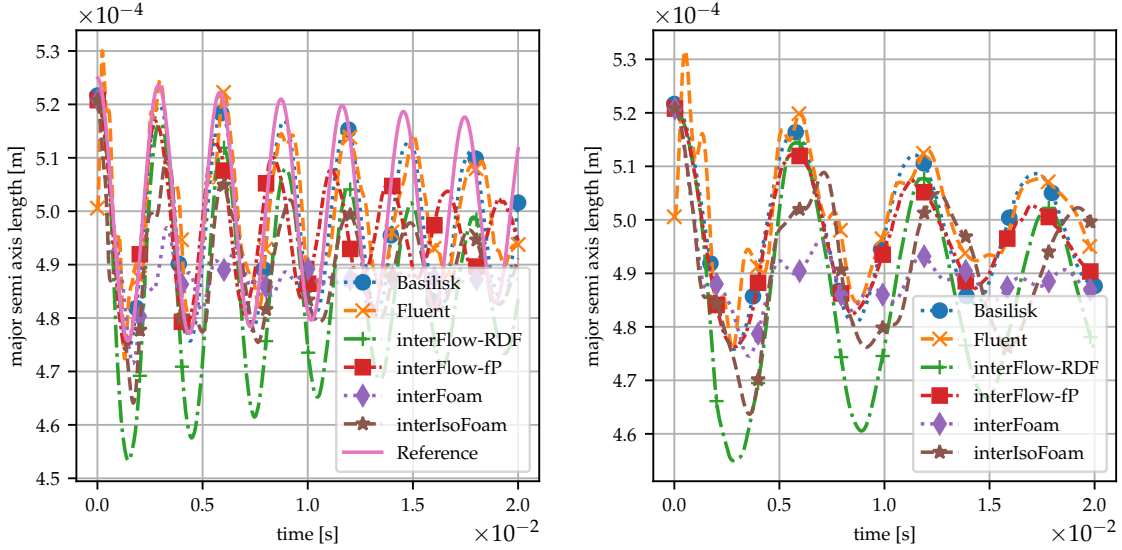 ×10⁻⁴
5.3
5.2
5.1
5.0
4.9
4.8
4.7
4.6
4.5
major semi axis length [m]
0.0
0.5
1.0
1.5
2.0
time [s]
×10⁻²
Basilisk
Fluent
interFlow-RDF
interFlow-fP
interFoam
interIsoFoam
Reference
×10⁻⁴
5.3
5.2
5.1
5.0
4.9
4.8
4.7
4.6
major semi axis length [m]
0.0
0.5
1.0
1.5
2.0
time [s]
×10⁻²
Basilisk
Fluent
interFlow-RDF
interFlow-fP
interFoam
interIsoFoam